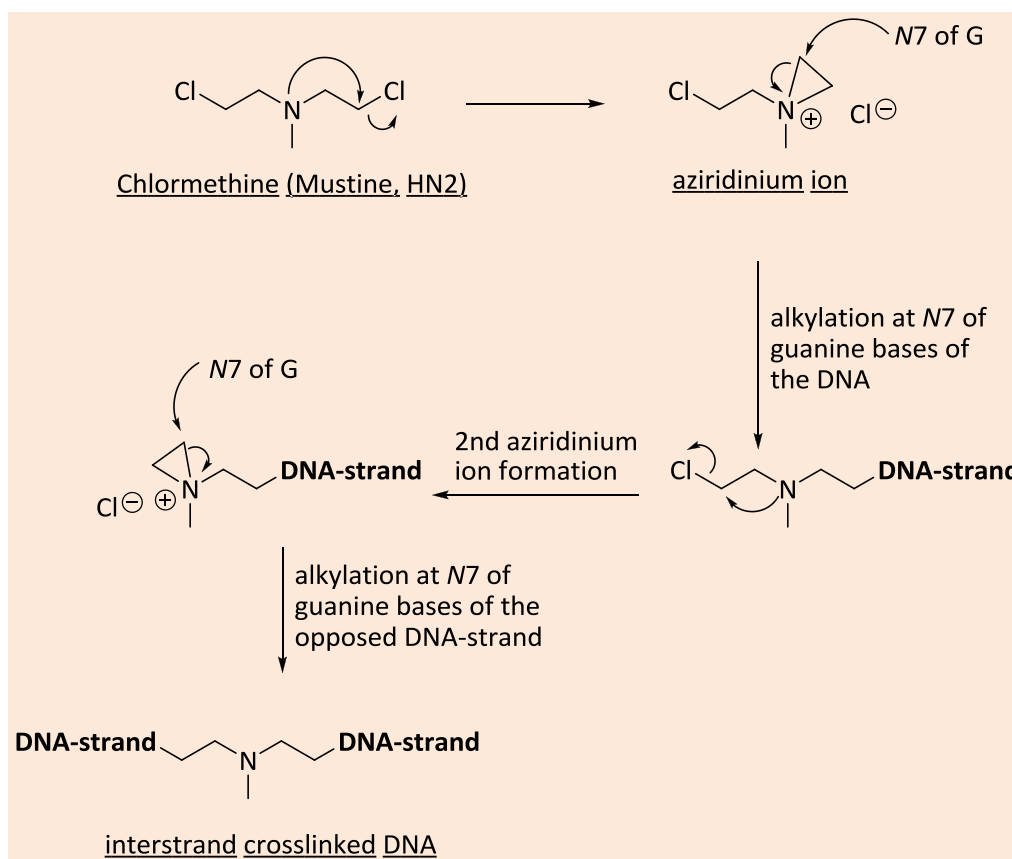 N7 of G
Cl
N
Cl
Cl
N
⊕
Cl⊖
Chlormethine (Mustine, HN2)
aziridinium ion
alkylation at N7 of
guanine bases of
the DNA
N7 of G
2nd aziridinium
ion formation
N
DNA-strand
Cl⊖
⊕
Cl
N
DNA-strand
alkylation at N7 of
guanine bases of the
opposed DNA-strand
DNA-strand
N
DNA-strand
interstrand crosslinked DNA